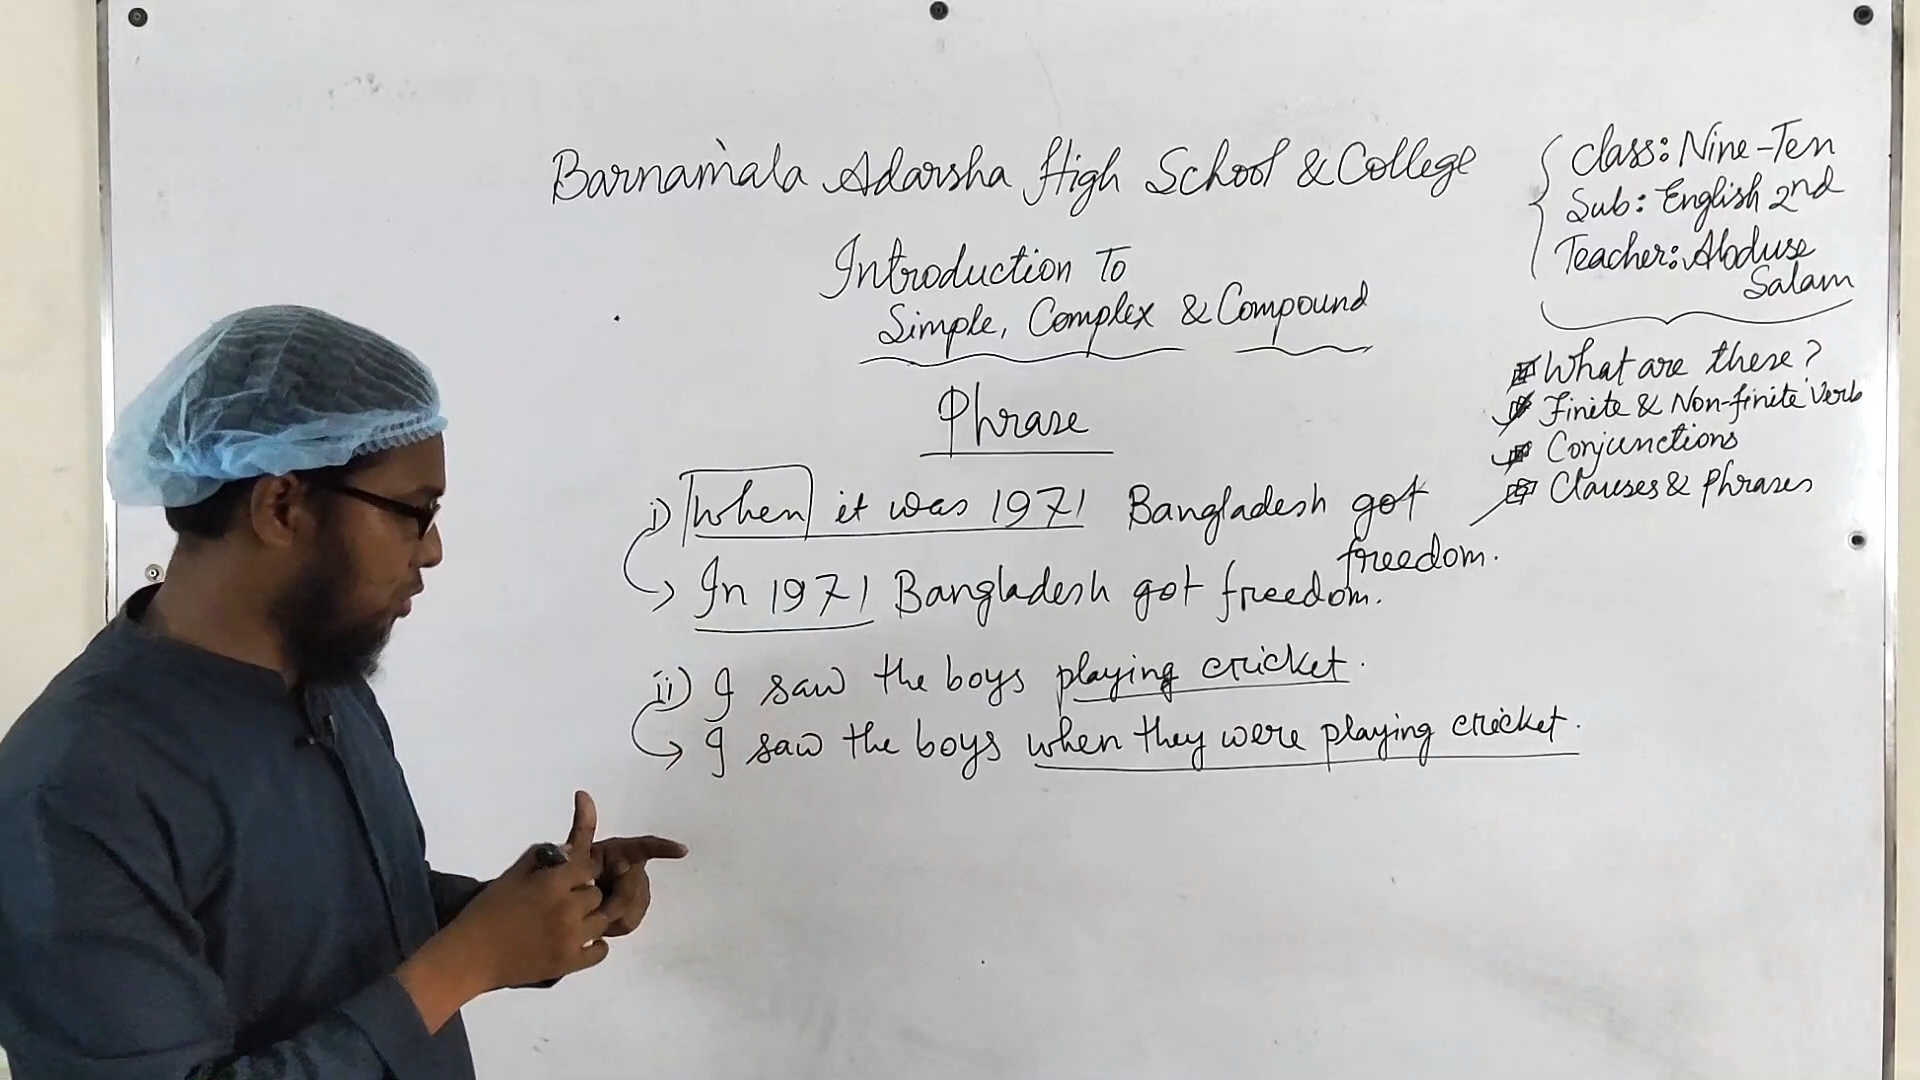 Barnamala Adarsha High School & College
Introduction To
Simple, Complex & Compound
Phrase
i) When it was 1971 Bangladesh got
freedom.
In 1971 Bangladesh got freedom.
ii) I saw the boys playing cricket.
I saw the boys when they were playing cricket.
Class: Nine-Ten
Sub: English 2nd
Teacher: Abduse
Salam
What are these?
Finite & Non-finite Verb
Conjunctions
Clauses & Phrases